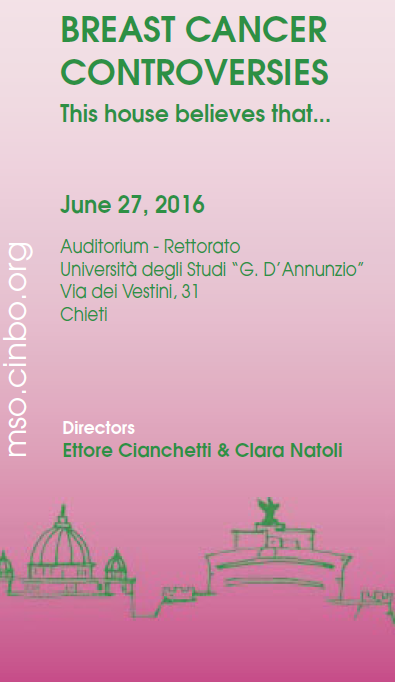 BREAST CANCER
CONTROVERSIES
This house believes that...
June 27, 2016
Auditorium - Rettorato
Università degli Studi “G. D’Annunzio”
Via dei Vestini, 31
Chieti
mso.cinbo.org
Directors
Ettore Cianchetti & Clara Natoli